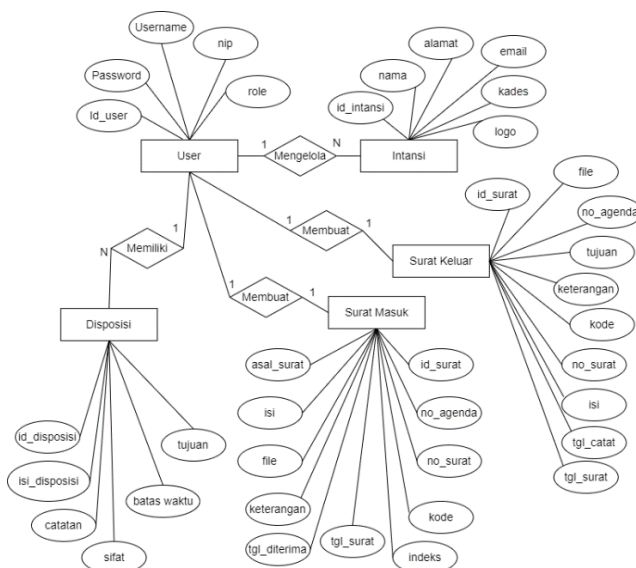 Username
nip
Password
role
Id_user
User
1
Mengelola
N
alamat
email
nama
kades
id_intansi
logo
Intansi
1
Memiliki
N
Disposisi
id_disposisi
isi_disposisi
catatan
sifat
batas waktu
tujuan
1
Membuat
1
Surat Keluar
id_surat
file
no_agenda
tujuan
keterangan
kode
no_surat
isi
tgl_catat
tgl_surat
1
Membuat
1
Surat Masuk
asal_surat
isi
file
keterangan
tgl_diterima
tgl_surat
indeks
kode
no_surat
no_agenda
id_surat